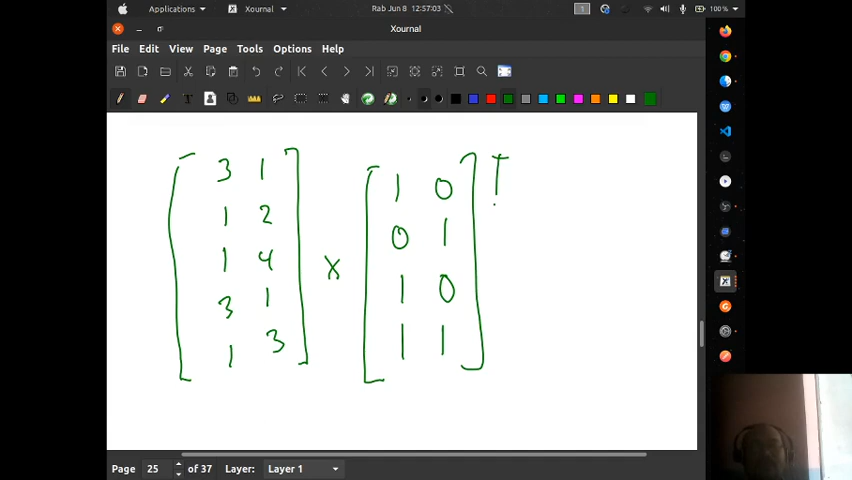 Applications Xournal Rab Jun 8 12:57:03 1 100%
Xournal
File Edit View Page Tools Options Help
3 1 1 0 T
1 2 0 1
1 4 × 1 0
3 1 1 1
1 3
Page 25 of 37 Layer: Layer 1